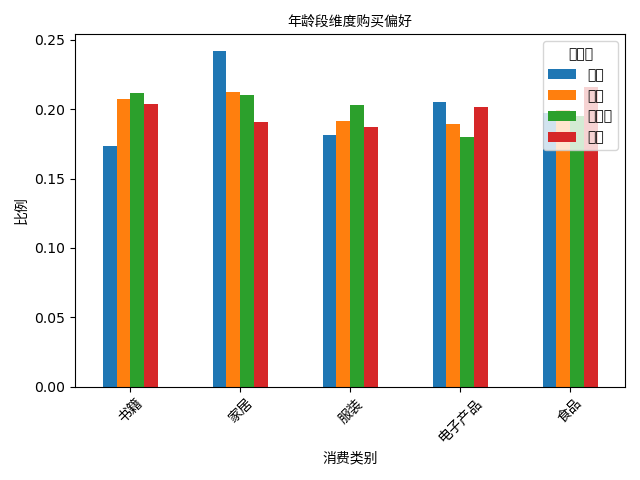 年龄段维度购买偏好
0.25
0.20
0.15
0.10
0.05
0.00
比例
书籍
家居
服装
电子产品
食品
消费类别